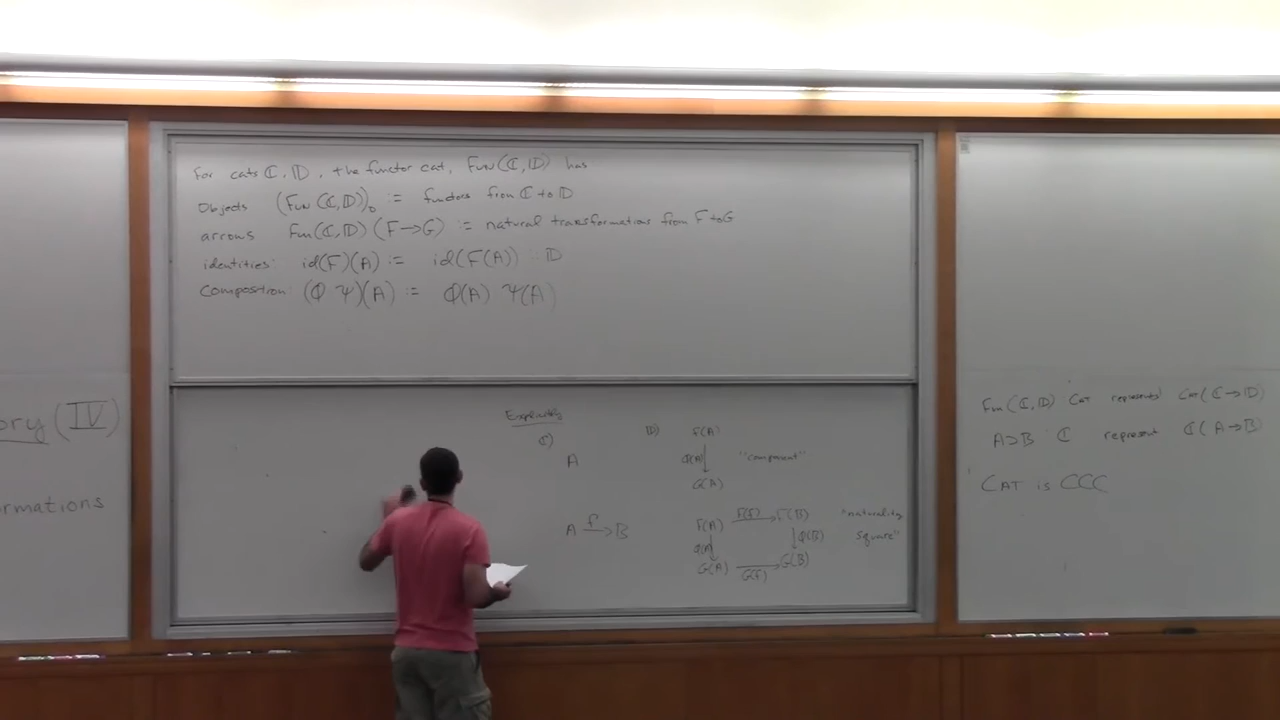 ory (IV)
rmations
For cats ℂ, 𝔻, the functor cat, Fun(ℂ,𝔻) has
Objects (Fun(ℂ,𝔻))₀ := functors from ℂ to 𝔻
arrows Fun(ℂ,𝔻)(F→G) := natural transformations from F to G
identities: id(F)(A) := id(F(A)) : 𝔻
Composition: (Φ Ψ)(A) := Φ(A) Ψ(A)
Explicitly
ℂ) 𝔻)
A
F(A)
Φ(A) ↓ "component"
G(A)
A —f→ B
F(A) —F(f)→ F(B) "naturality
Φ(A) ↓ ↓ Φ(B) square"
G(A) —G(f)→ G(B)
Fun(ℂ,𝔻) CAT represents CAT(ℂ→𝔻)
A⊃B ℂ represent ℂ(A→B
CAT is CCC